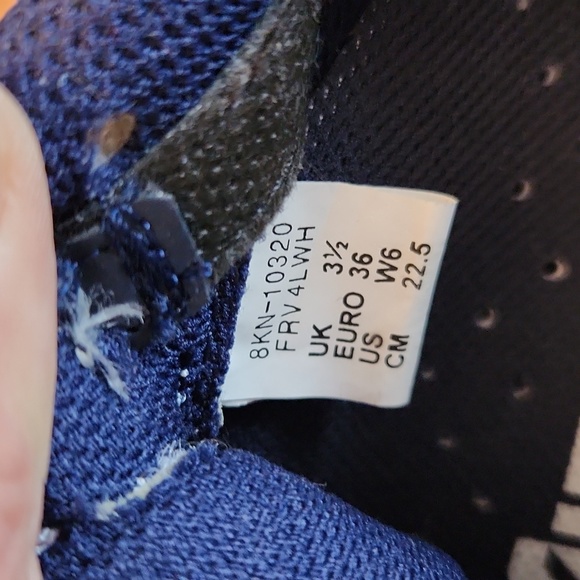 8KN-10320
FRV4LWH
UK 3½
EURO 36
US W6
CM 22.5